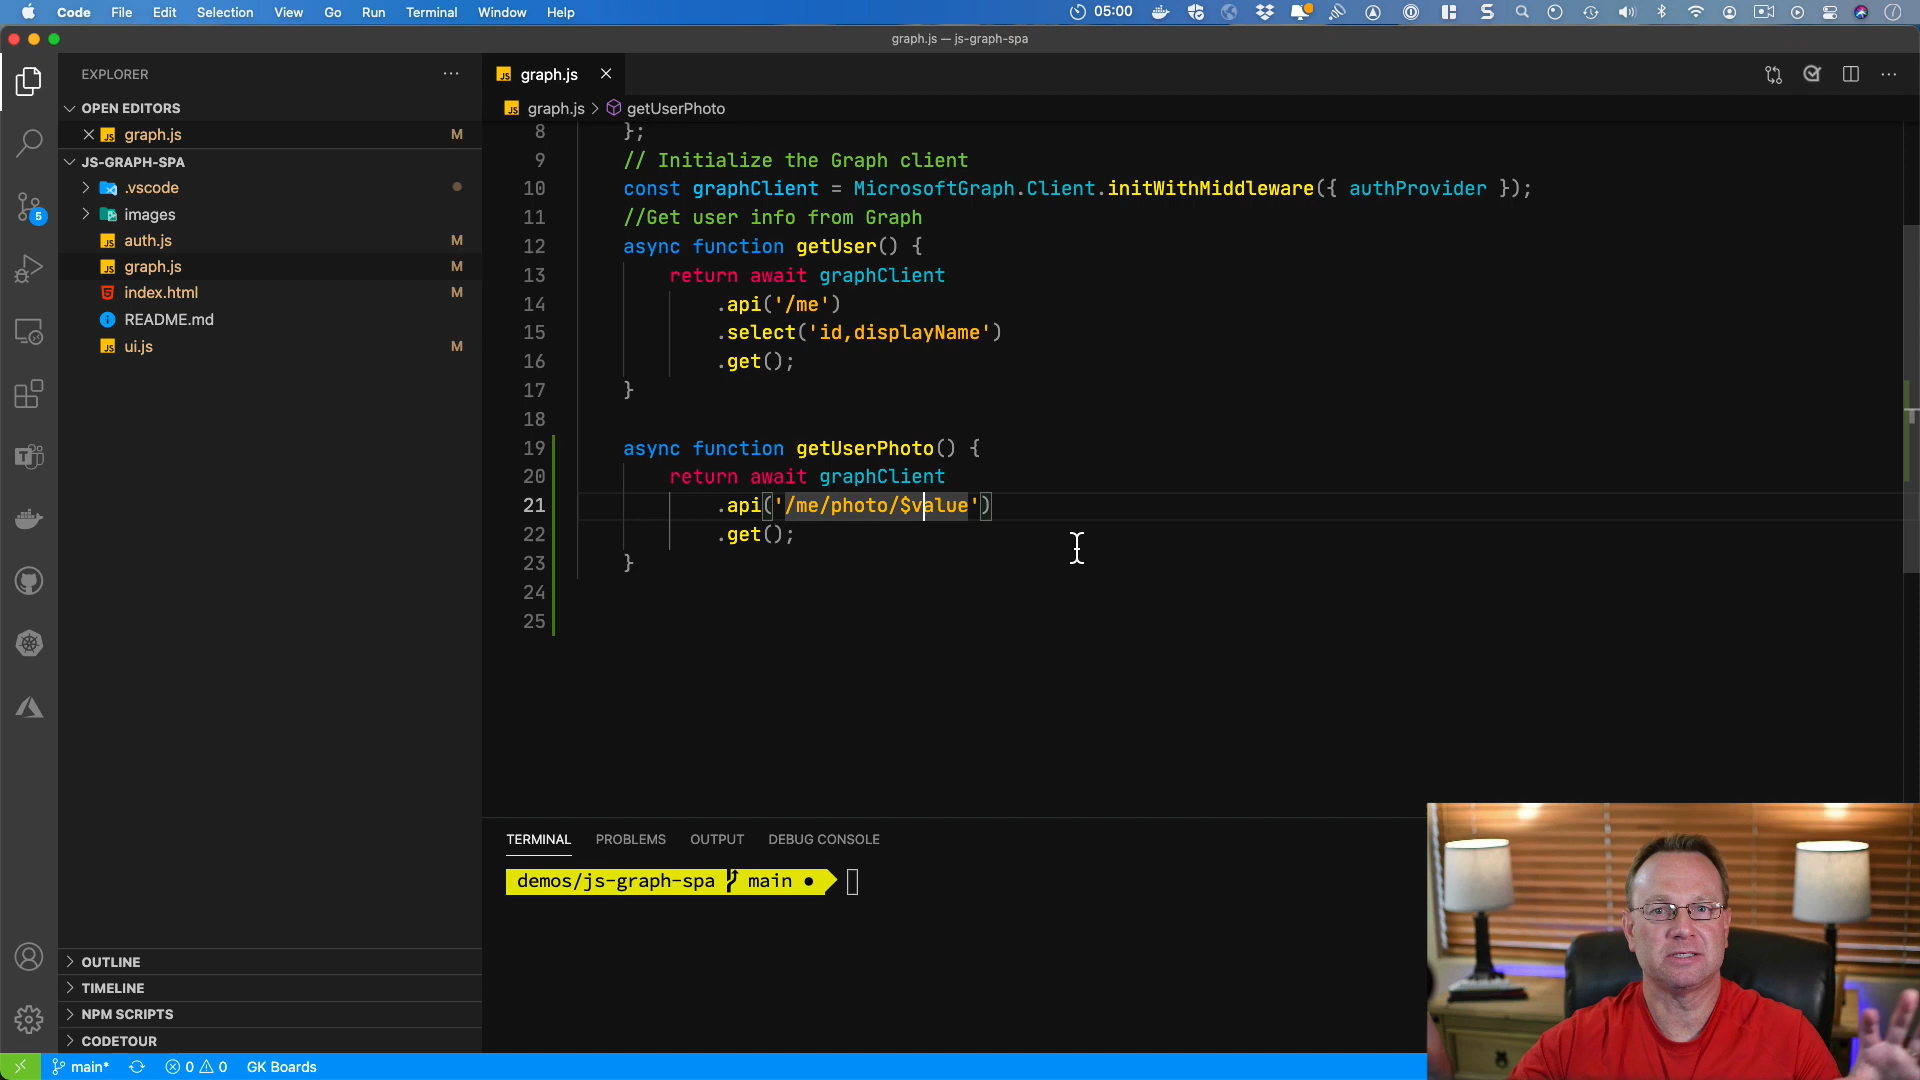 Code File Edit Selection View Go Run Terminal Window Help 05:00
graph.js — js-graph-spa
EXPLORER
OPEN EDITORS
graph.js M
JS-GRAPH-SPA
.vscode
images
auth.js M
graph.js M
index.html M
README.md
ui.js M
OUTLINE
TIMELINE
NPM SCRIPTS
CODETOUR
5
graph.js
graph.js > getUserPhoto
8 };
9 // Initialize the Graph client
10 const graphClient = MicrosoftGraph.Client.initWithMiddleware({ authProvider });
11 //Get user info from Graph
12 async function getUser() {
13 return await graphClient
14 .api('/me')
15 .select('id,displayName')
16 .get();
17 }
18
19 async function getUserPhoto() {
20 return await graphClient
21 .api('/me/photo/$value')
22 .get();
23 }
24
25
TERMINAL PROBLEMS OUTPUT DEBUG CONSOLE
demos/js-graph-spa main
main* 0 0 GK Boards